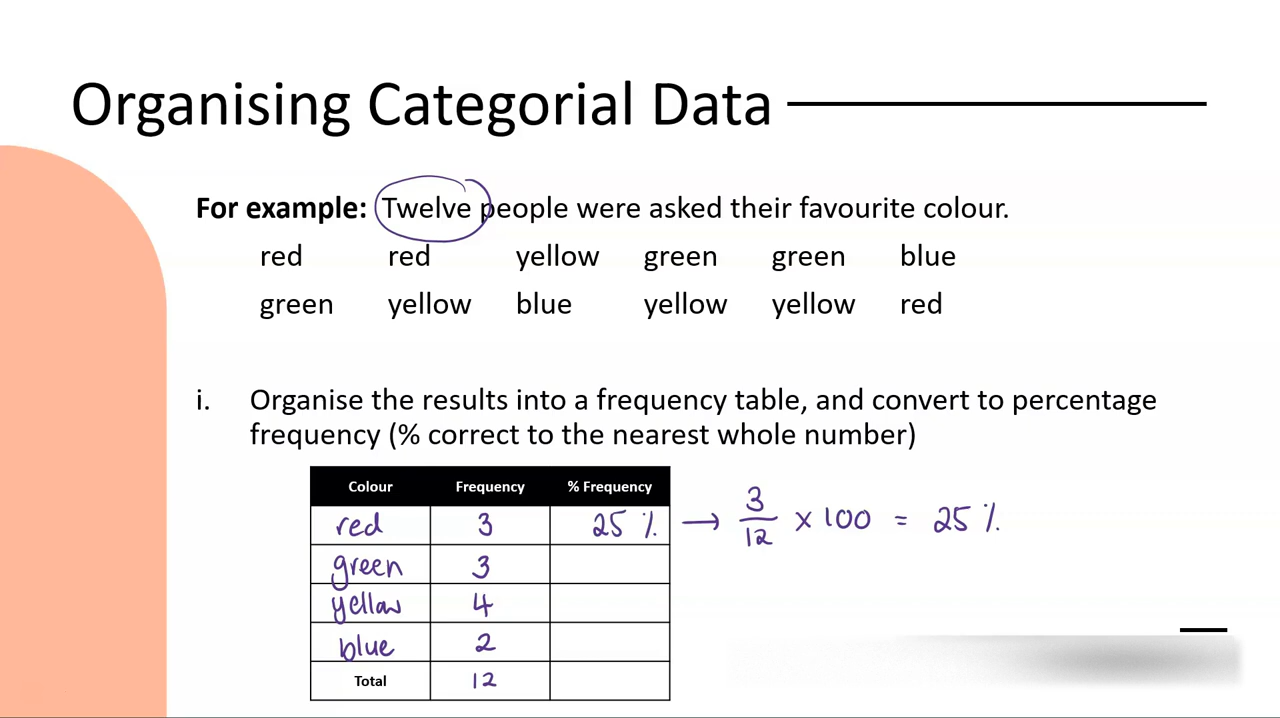 Organising Categorial Data
For example: Twelve people were asked their favourite colour.
red red yellow green green blue
green yellow blue yellow yellow red
i. Organise the results into a frequency table, and convert to percentage
frequency (% correct to the nearest whole number)
Colour Frequency % Frequency
red 3 25 % → 3/12 × 100 = 25 %
green 3
yellow 4
blue 2
Total 12